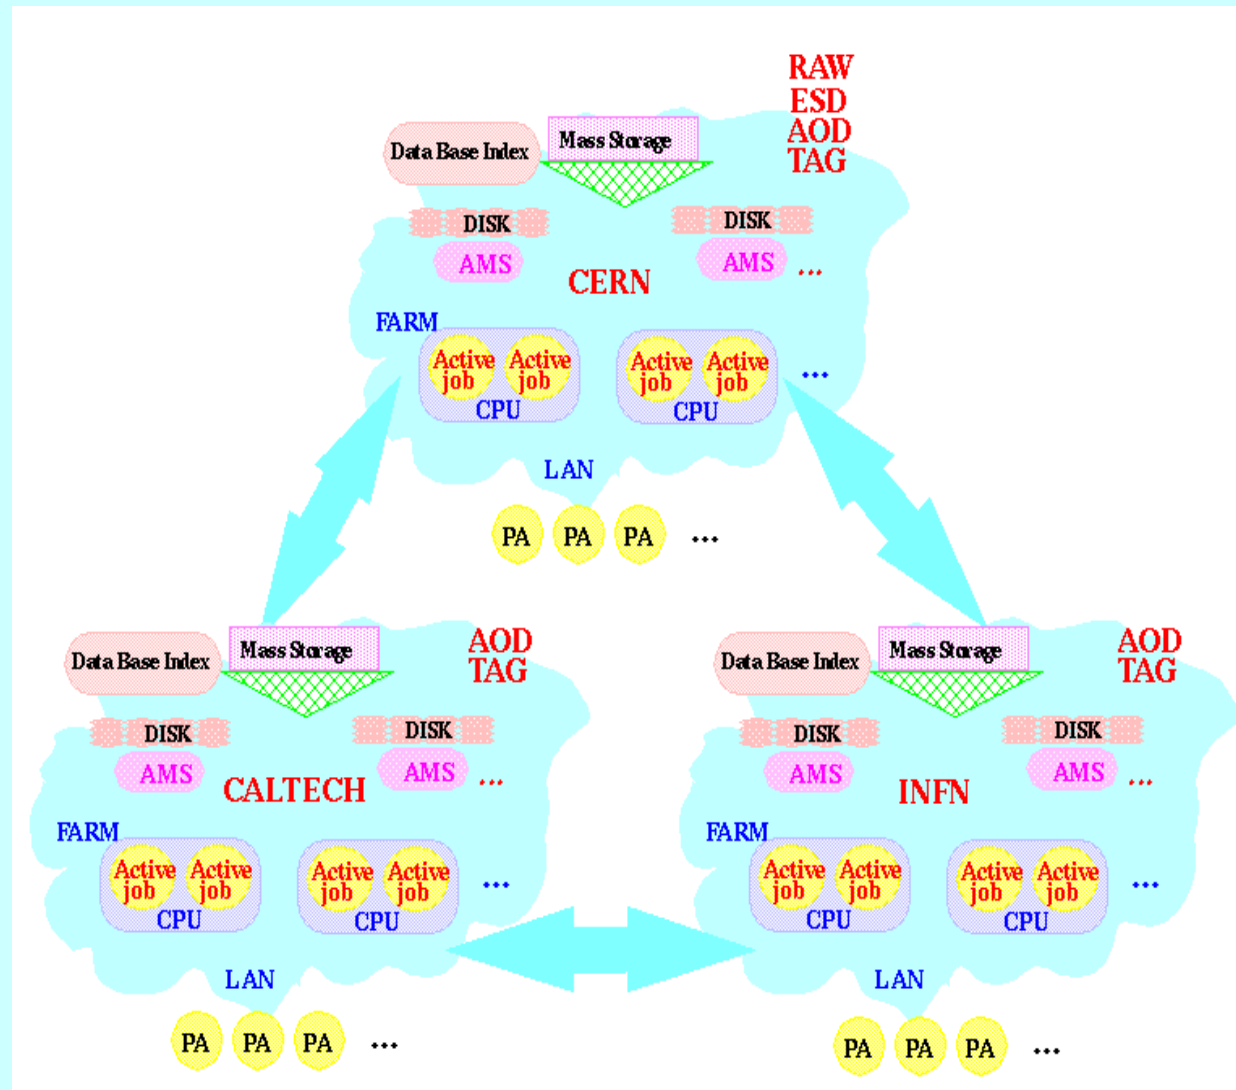 RAW
ESD
AOD
TAG
Data Base Index
Mass Storage
DISK
DISK
AMS
AMS ...
CERN
FARM
Active job
Active job
Active job
Active job
...
CPU
CPU
LAN
PA PA PA ...
Data Base Index
Mass Storage
AOD
TAG
DISK
DISK
AMS
AMS ...
CALTECH
FARM
Active job
Active job
Active job
Active job
...
CPU
CPU
LAN
PA PA PA ...
Data Base Index
Mass Storage
AOD
TAG
DISK
DISK
AMS
AMS ...
INFN
FARM
Active job
Active job
Active job
Active job
...
CPU
CPU
LAN
PA PA PA ...